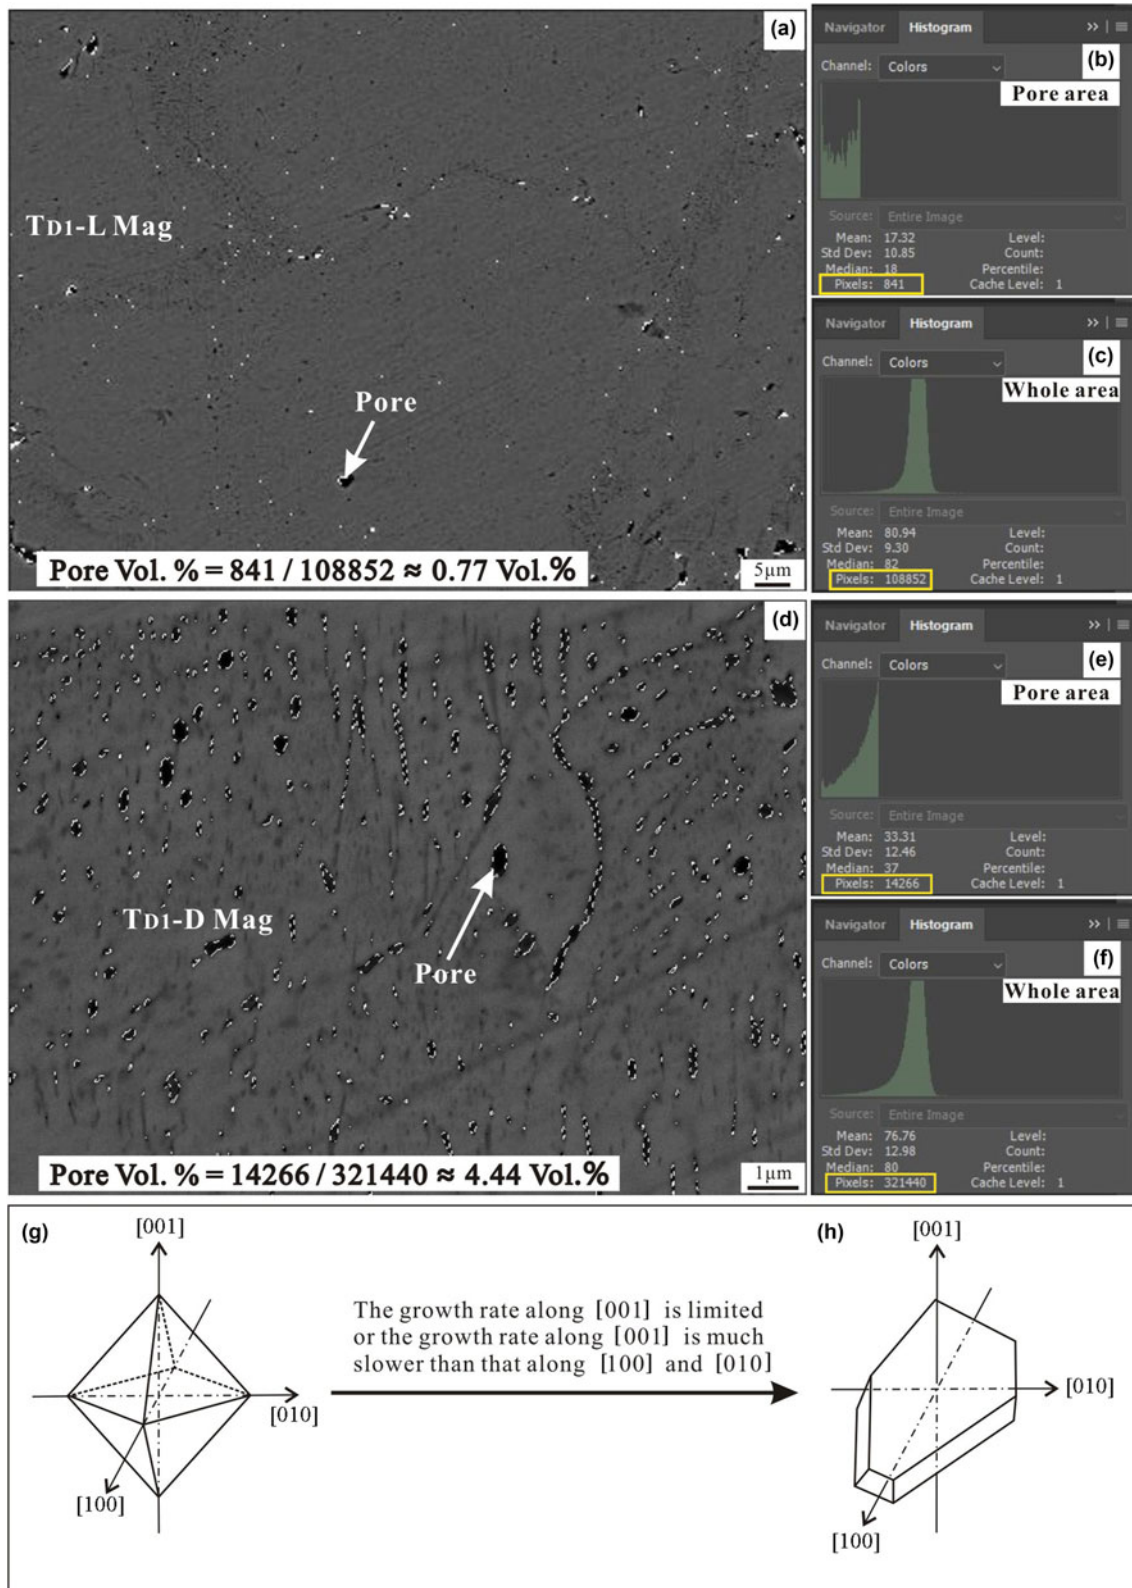 (a)
TD1-L Mag
Pore
Pore Vol. % = 841 / 108852 ≈ 0.77 Vol.%
5μm
Navigator Histogram
(b)
Channel: Colors
Pore area
Source: Entire Image
Mean: 17.32 Level:
Std Dev: 10.85 Count:
Median: 18 Percentile:
Pixels: 841 Cache Level: 1
Navigator Histogram
(c)
Channel: Colors
Whole area
Source: Entire Image
Mean: 80.94 Level:
Std Dev: 9.30 Count:
Median: 82 Percentile:
Pixels: 108852 Cache Level: 1
(d)
TD1-D Mag
Pore
Pore Vol. % = 14266 / 321440 ≈ 4.44 Vol.%
1μm
Navigator Histogram
(e)
Channel: Colors
Pore area
Source: Entire Image
Mean: 33.31 Level:
Std Dev: 12.46 Count:
Median: 37 Percentile:
Pixels: 14266 Cache Level: 1
Navigator Histogram
(f)
Channel: Colors
Whole area
Source: Entire Image
Mean: 76.76 Level:
Std Dev: 12.98 Count:
Median: 80 Percentile:
Pixels: 321440 Cache Level: 1
(g)
[001]
[010]
[100]
The growth rate along [001] is limited
or the growth rate along [001] is much
slower than that along [100] and [010]
(h)
[001]
[010]
[100]